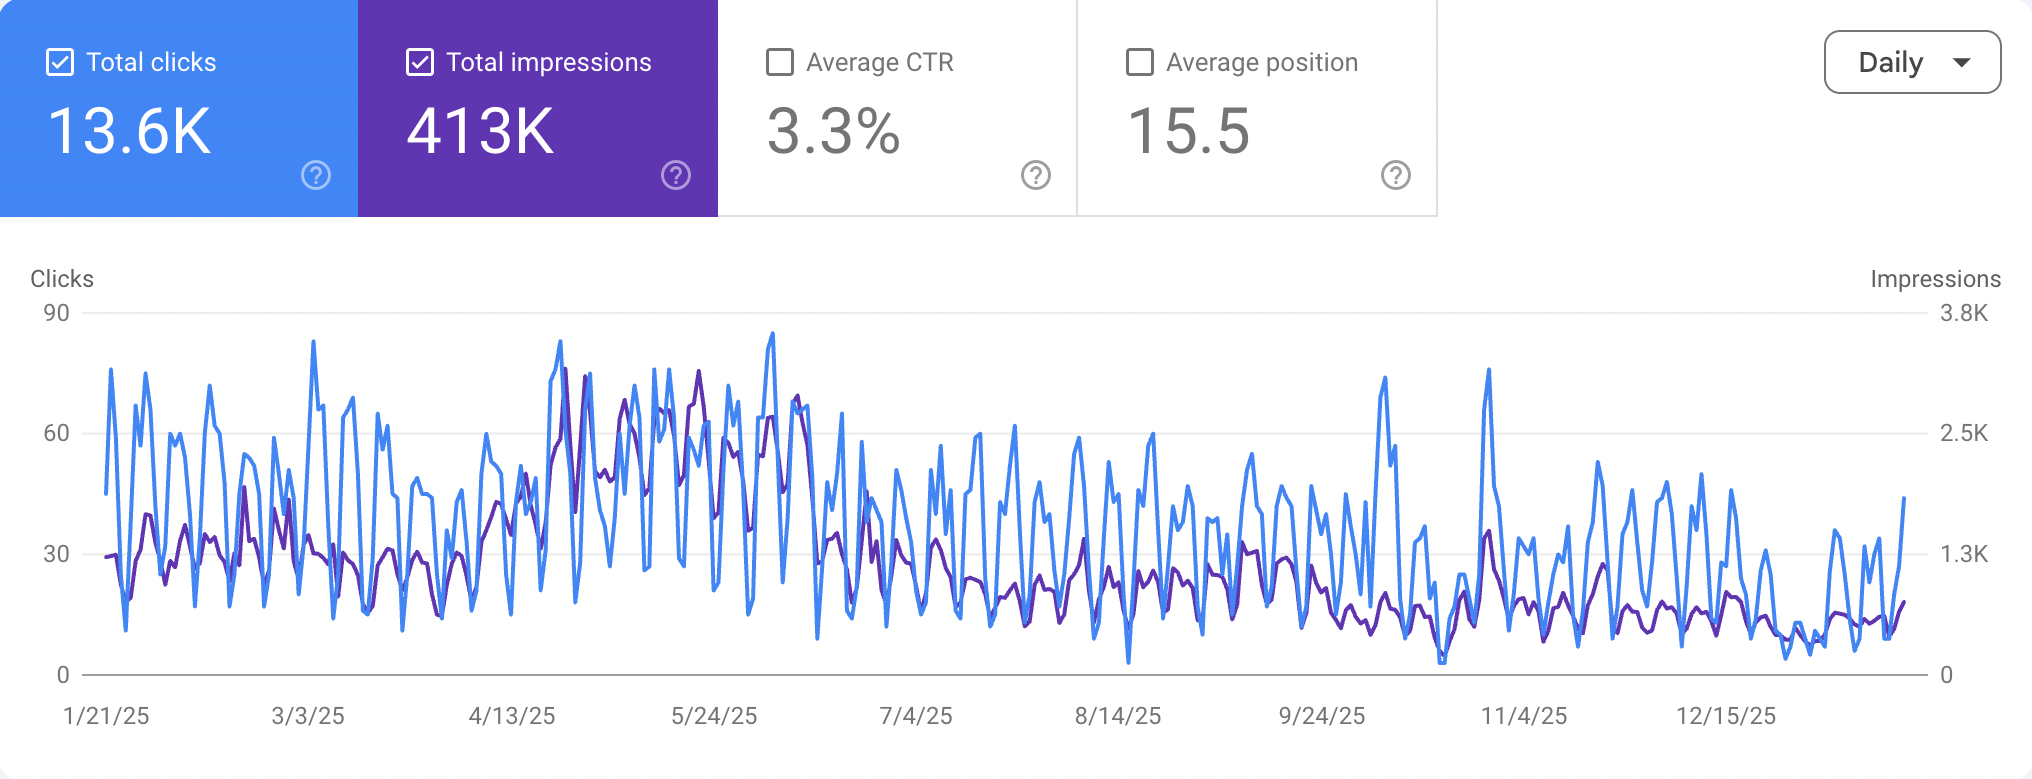 Total clicks
13.6K
Total impressions
413K
Average CTR
3.3%
Average position
15.5
Daily
Clicks
Impressions
90
3.8K
60
2.5K
30
1.3K
0
0
1/21/25
3/3/25
4/13/25
5/24/25
7/4/25
8/14/25
9/24/25
11/4/25
12/15/25